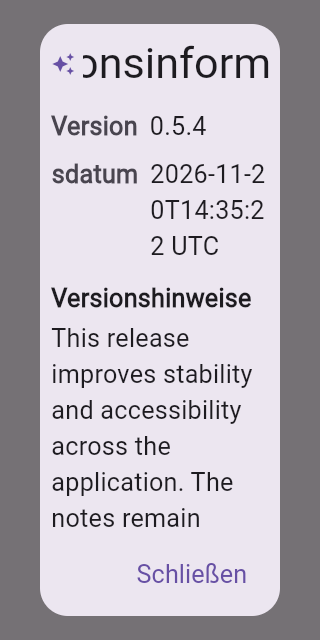 onsinform
Version 0.5.4
sdatum 2026-11-2
0T14:35:2
2 UTC
Versionshinweise
This release
improves stability
and accessibility
across the
application. The
notes remain
Schließen